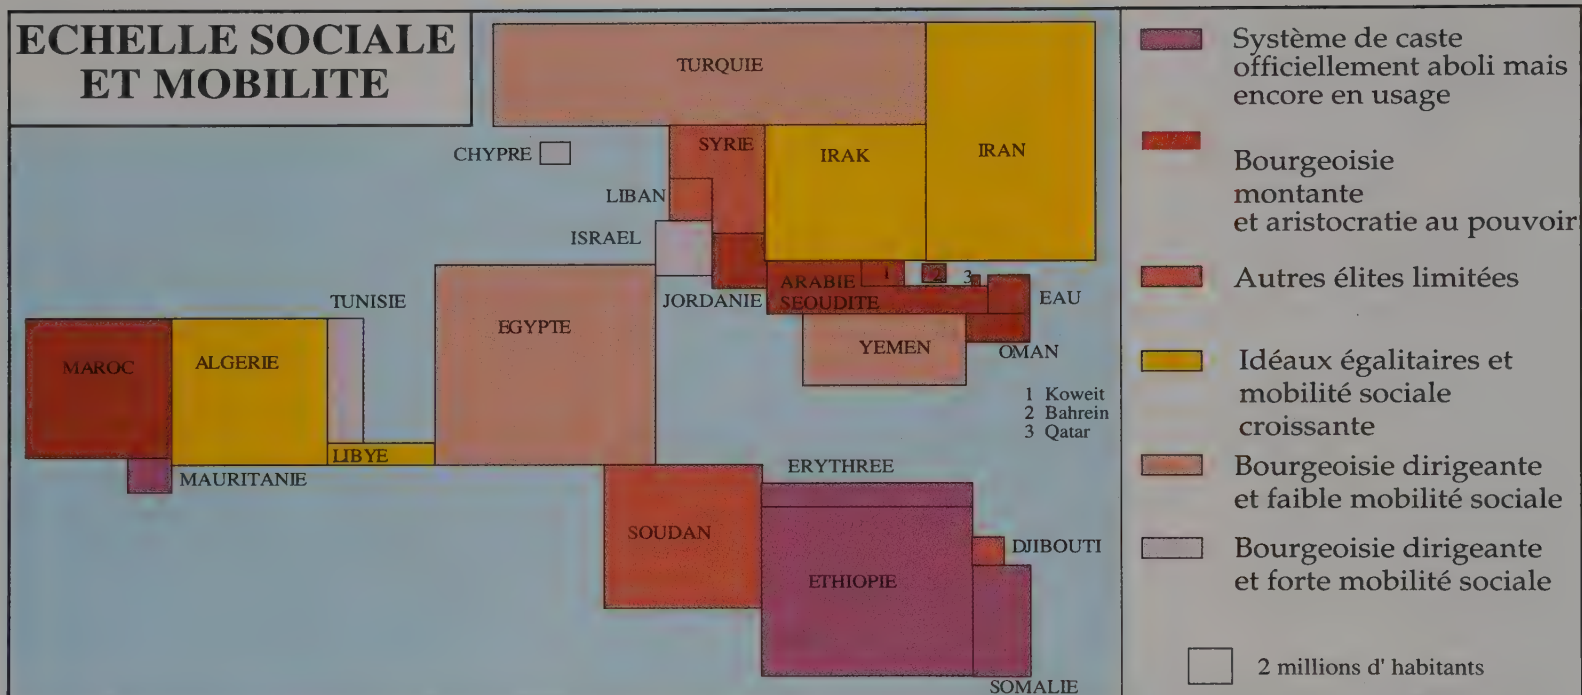 ECHELLE SOCIALE
ET MOBILITE
TURQUIE
CHYPRE
SYRIE
IRAK
IRAN
LIBAN
ISRAEL
JORDANIE
ARABIE
SEOUDITE
1
2
3
EAU
OMAN
YEMEN
TUNISIE
EGYPTE
MAROC
ALGERIE
LIBYE
MAURITANIE
1 Koweit
2 Bahrein
3 Qatar
ERYTHREE
SOUDAN
DJIBOUTI
ETHIOPIE
SOMALIE
Système de caste
officiellement aboli mais
encore en usage
Bourgeoisie
montante
et aristocratie au pouvoir
Autres élites limitées
Idéaux égalitaires et
mobilité sociale
croissante
Bourgeoisie dirigeante
et faible mobilité sociale
Bourgeoisie dirigeante
et forte mobilité sociale
2 millions d' habitants